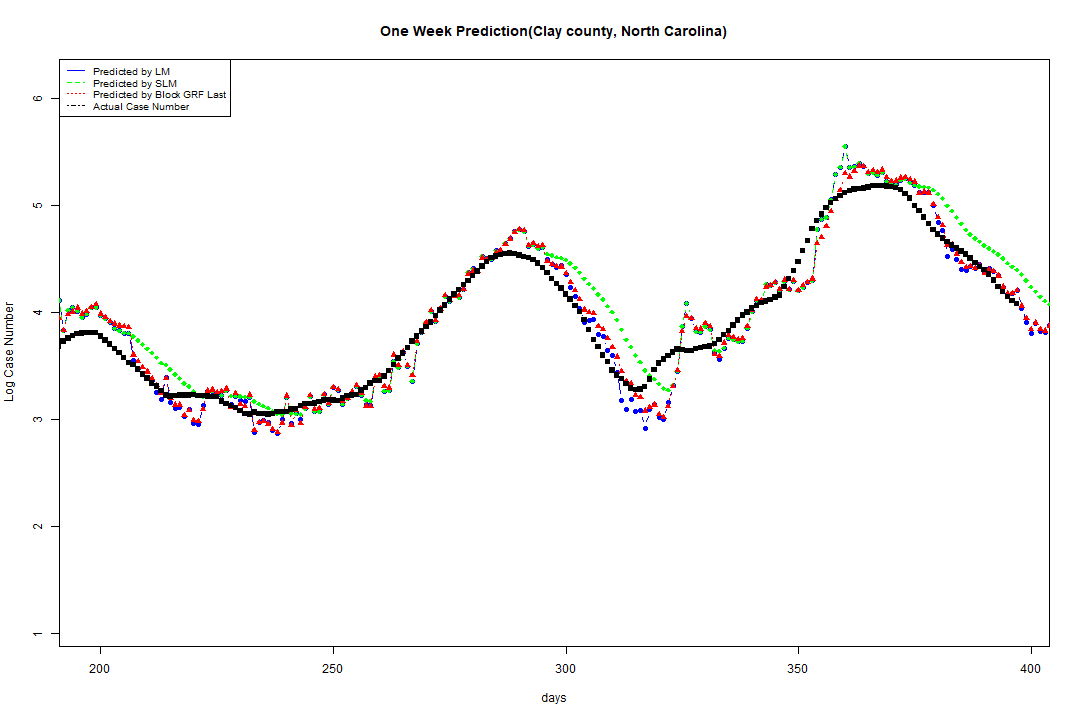 One Week Prediction(Clay county, North Carolina)
Predicted by LM
Predicted by SLM
Predicted by Block GRF Last
Actual Case Number
6
5
4
3
2
1
Log Case Number
200 250 300 350 400
days